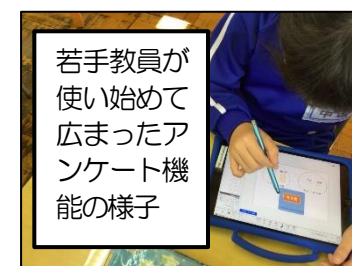 若手教員が
使い始めて
広まったア
ンケート機
能の様子